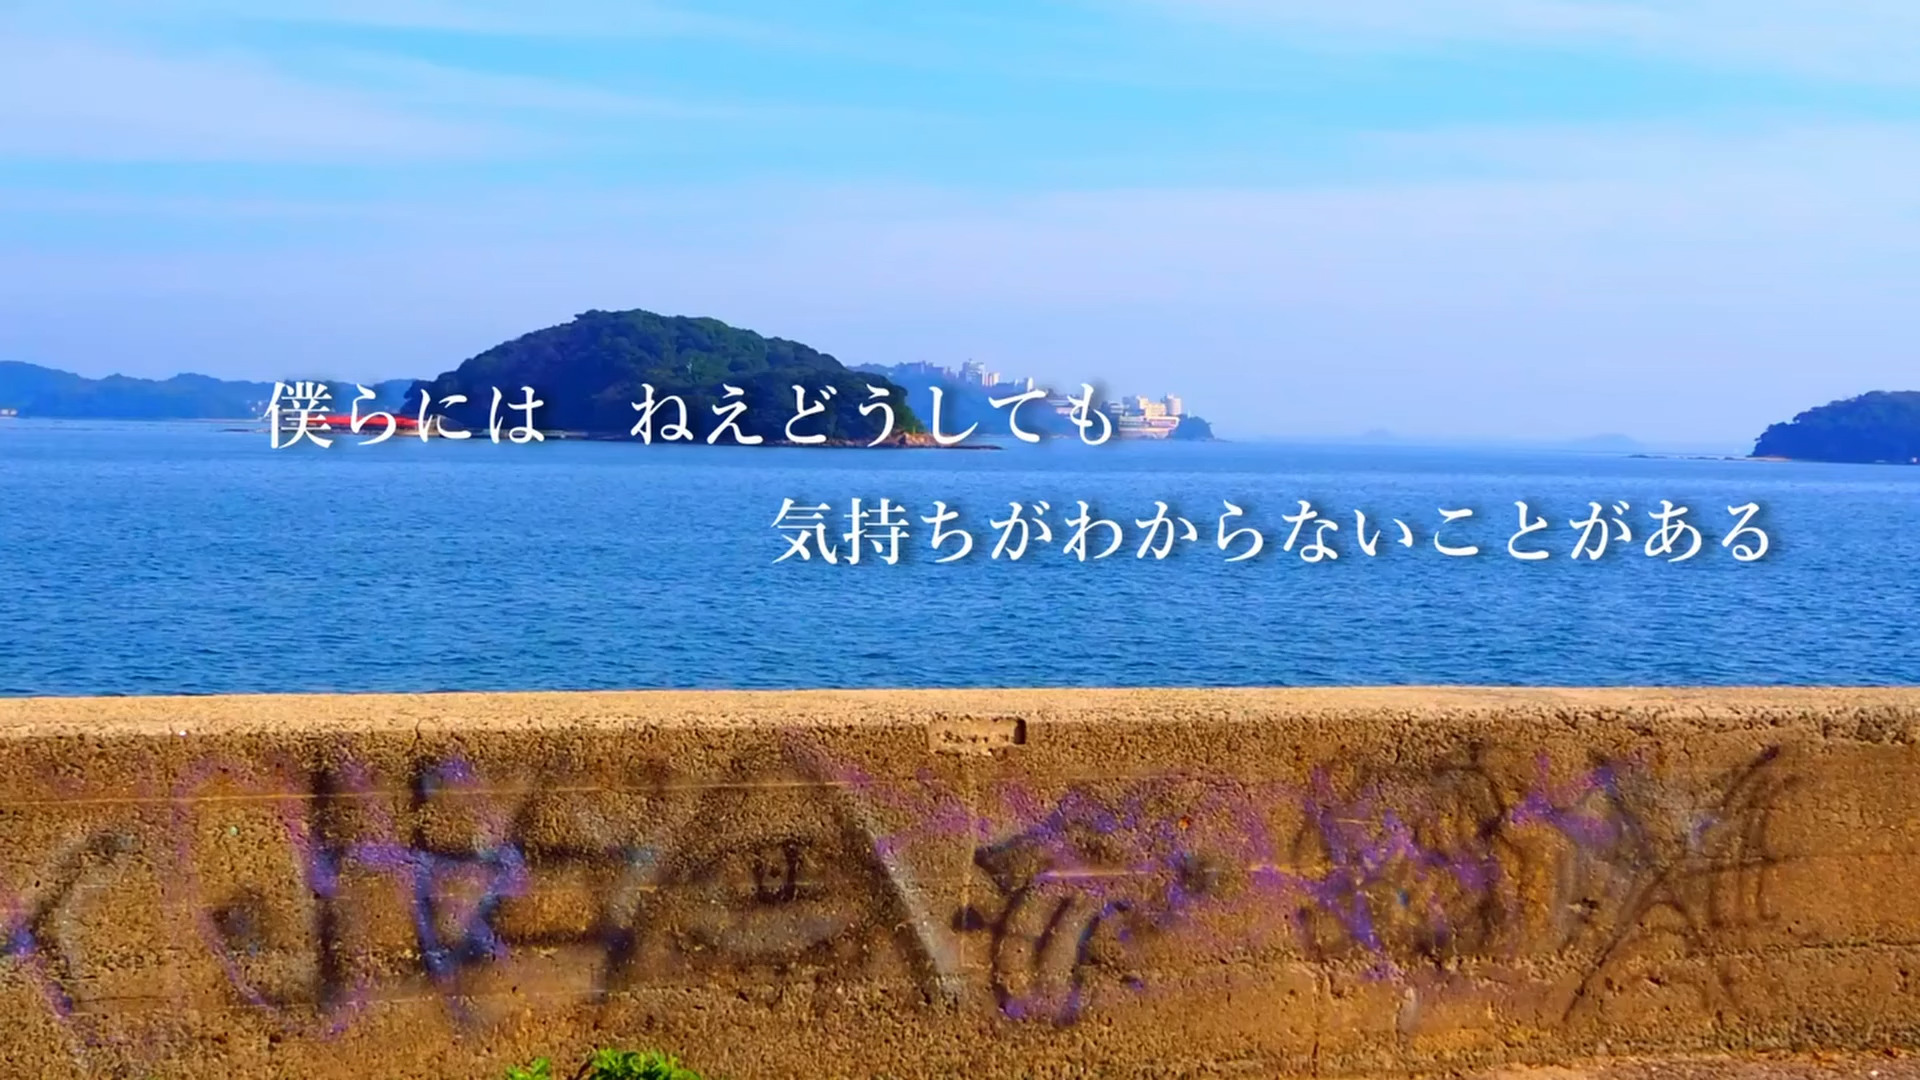 僕らには　ねえどうしても
気持ちがわからないことがある